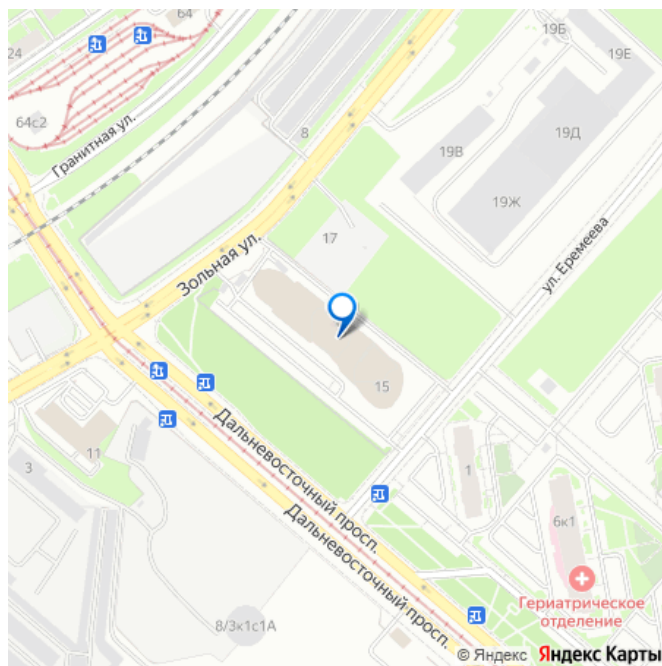 64
24
64с2
Гранитная ул.
8
19Б
19Е
19Д
19В
19Ж
17
Зольная ул.
ул. Еремеева
15
Дальневосточный просп.
11
3
1
6к1
Дальневосточный просп.
Гериатрическое
отделение
8/3к1с1А
© Яндекс Яндекс Карты